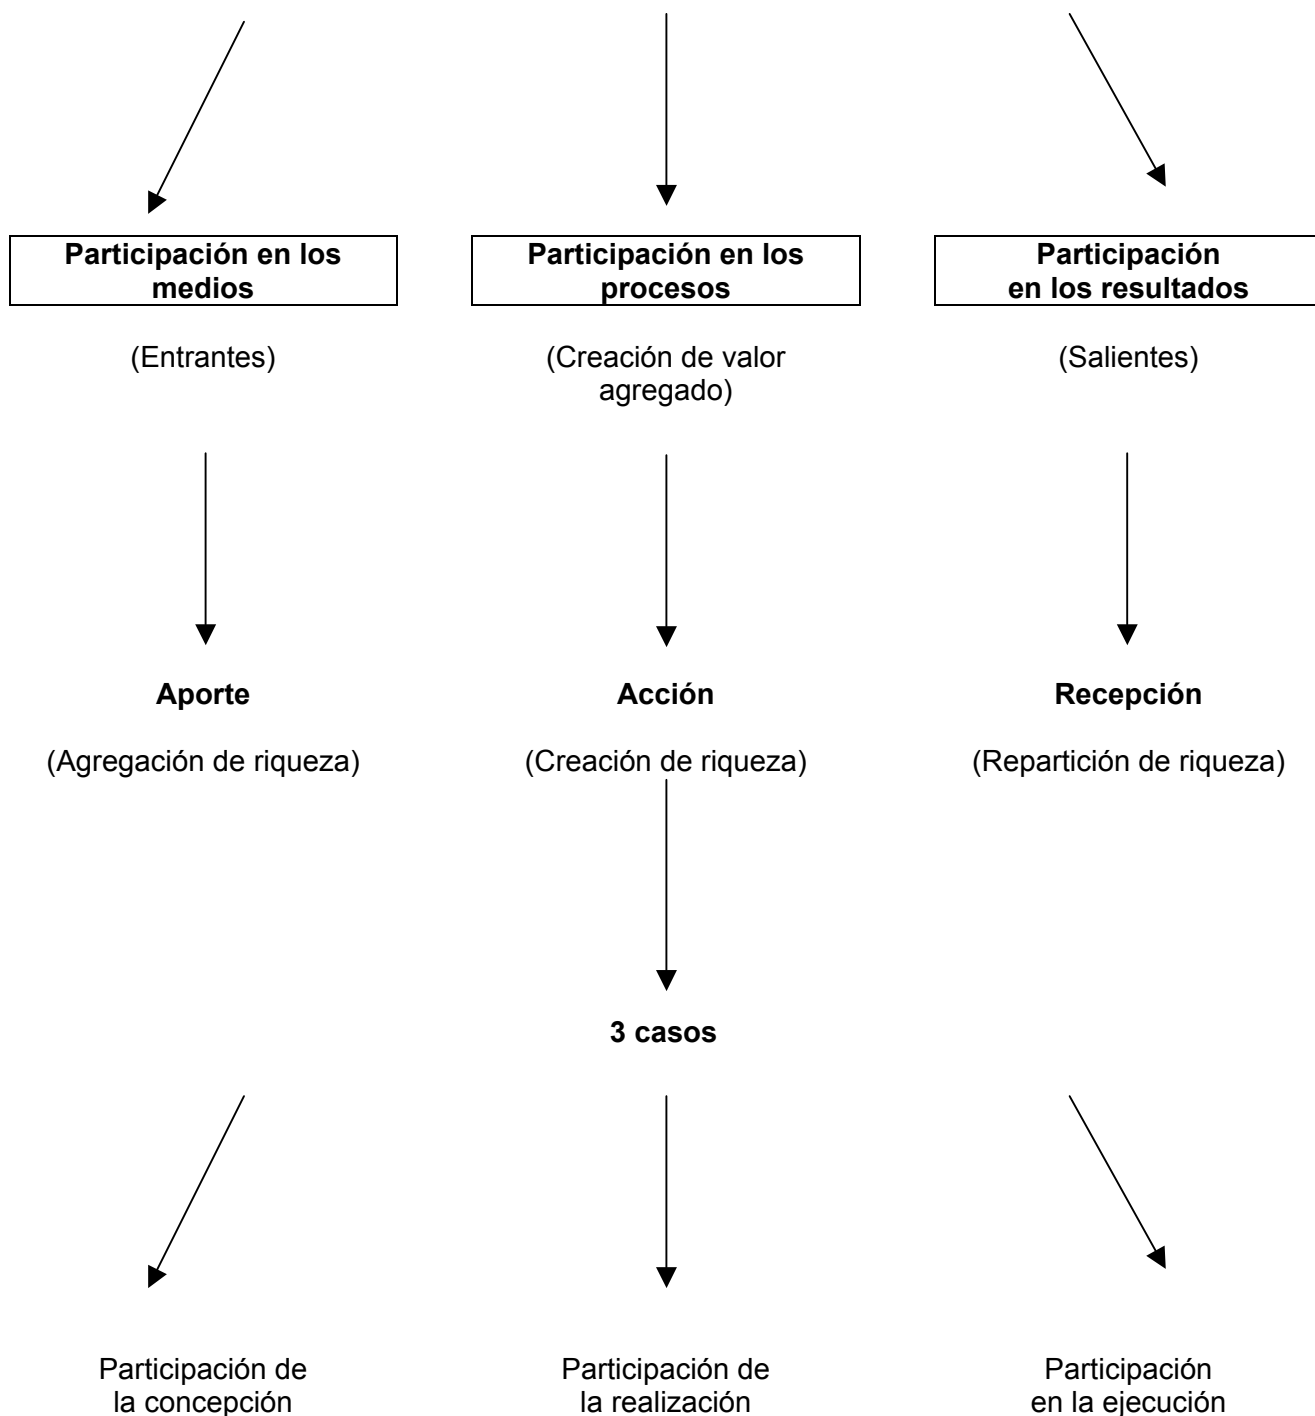 Participación en los
medios
Participación en los
procesos
Participación
en los resultados
(Entrantes)
(Creación de valor
agregado)
(Salientes)
Aporte
Acción
Recepción
(Agregación de riqueza)
(Creación de riqueza)
(Repartición de riqueza)
3 casos
Participación de
la concepción
Participación de
la realización
Participación
en la ejecución